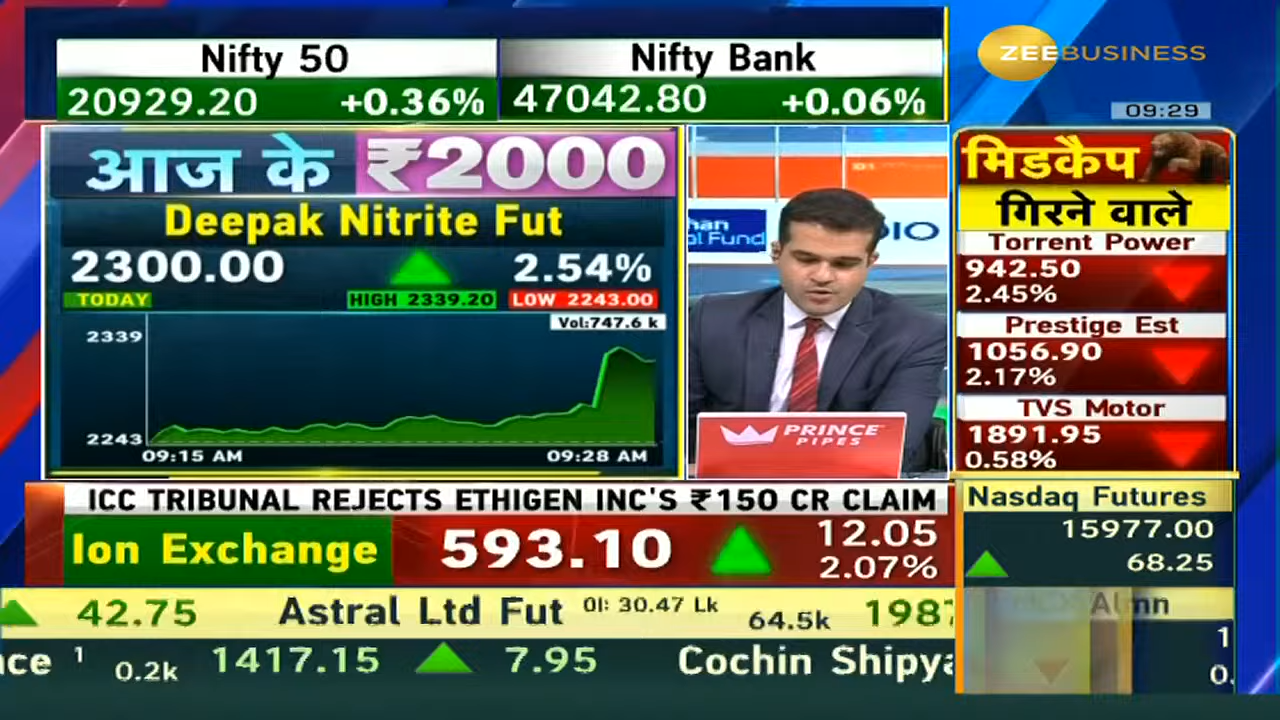 Nifty 50
20929.20 +0.36%
Nifty Bank
47042.80 +0.06%
ZEEBUSINESS
09:29
आज के ₹2000
Deepak Nitrite Fut
2300.00 2.54%
TODAY HIGH 2339.20 LOW 2243.00
Vol:747.6 k
2339
2243
09:15 AM 09:28 AM
PRINCE
PIPES
मिडकैप
गिरने वाले
Torrent Power
942.50
2.45%
Prestige Est
1056.90
2.17%
TVS Motor
1891.95
0.58%
ICC TRIBUNAL REJECTS ETHIGEN INC'S ₹150 CR CLAIM
Ion Exchange 593.10 12.05
2.07%
Nasdaq Futures
15977.00
68.25
42.75 Astral Ltd Fut OI: 30.47 Lk 64.5k 1987
1 0.2k 1417.15 7.95 Cochin Shipya